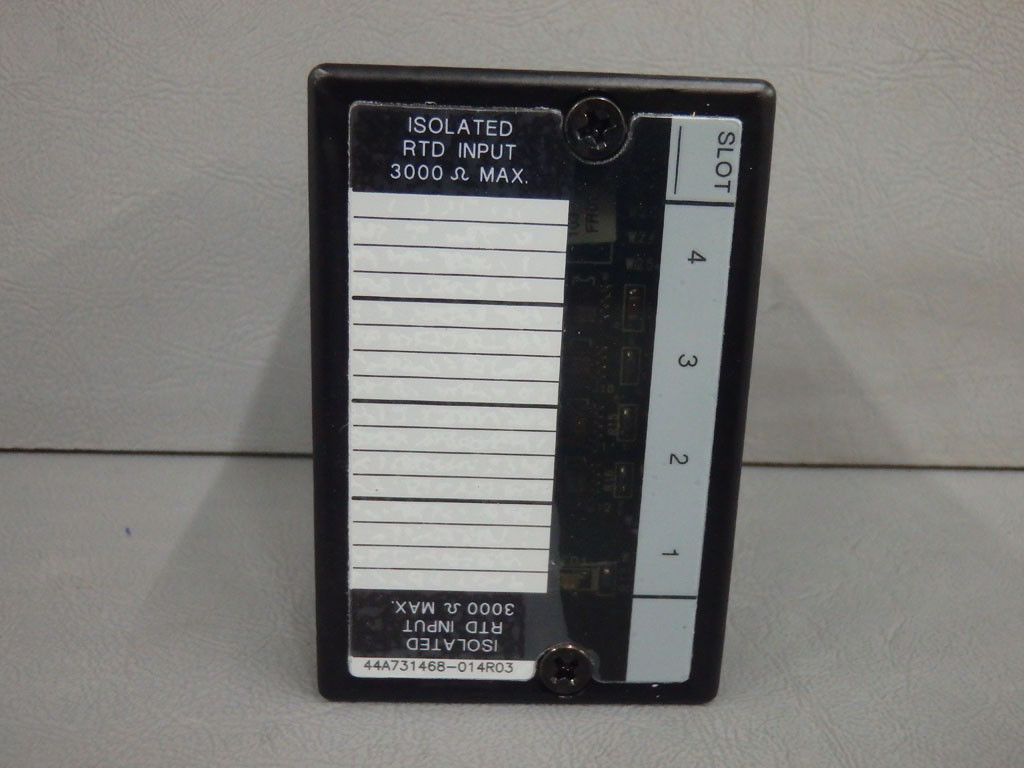 ISOLATED
RTD INPUT
3000 Ω MAX.
SLOT
4
3
2
1
ISOLATED
RTD INPUT
3000 Ω MAX.
44A731468-014R03